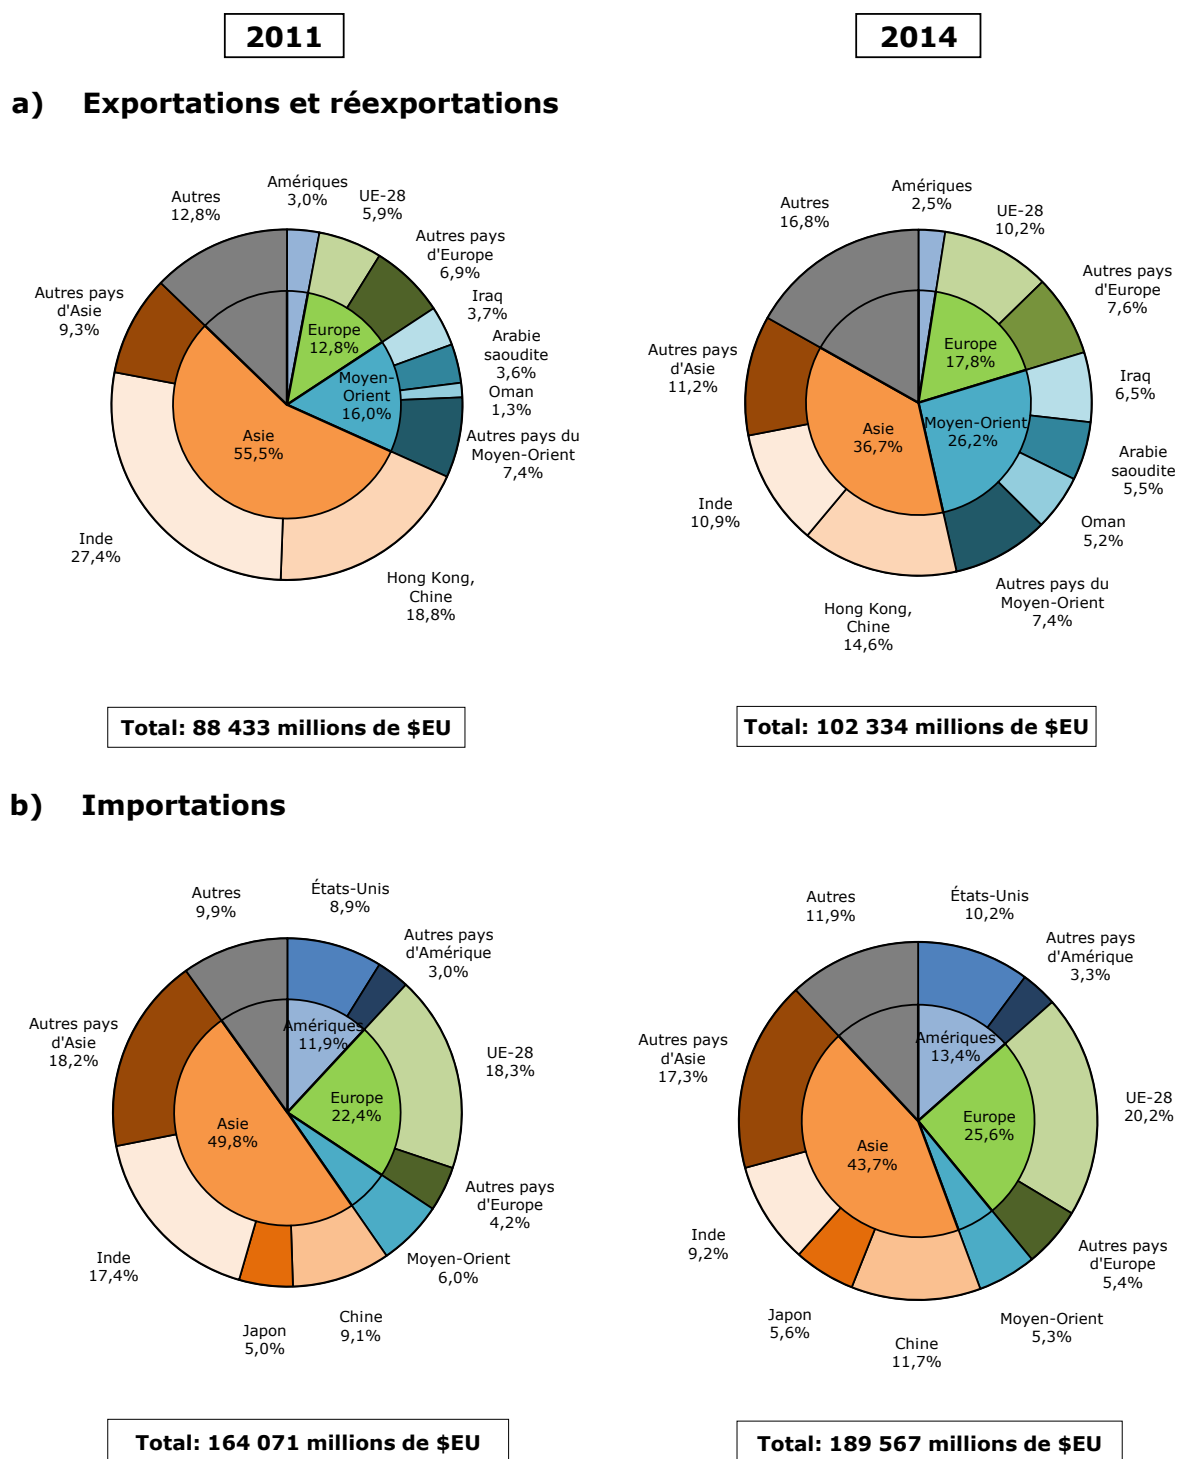 2011
2014
a) Exportations et réexportations
Amériques
3,0%
UE-28
5,9%
Autres pays
d'Europe
6,9%
Iraq
3,7%
Arabie
saoudite
3,6%
Oman
1,3%
Autres pays du
Moyen-Orient
7,4%
Hong Kong,
Chine
18,8%
Inde
27,4%
Autres pays
d'Asie
9,3%
Autres
12,8%
Europe
12,8%
Moyen-
Orient
16,0%
Asie
55,5%
Total: 88 433 millions de $EU
Amériques
2,5%
UE-28
10,2%
Autres pays
d'Europe
7,6%
Iraq
6,5%
Arabie
saoudite
5,5%
Oman
5,2%
Autres pays du
Moyen-Orient
7,4%
Hong Kong,
Chine
14,6%
Inde
10,9%
Autres pays
d'Asie
11,2%
Autres
16,8%
Europe
17,8%
Moyen-Orient
26,2%
Asie
36,7%
Total: 102 334 millions de $EU
b) Importations
États-Unis
8,9%
Autres pays
d'Amérique
3,0%
UE-28
18,3%
Autres pays
d'Europe
4,2%
Moyen-Orient
6,0%
Chine
9,1%
Japon
5,0%
Inde
17,4%
Autres pays
d'Asie
18,2%
Autres
9,9%
Amériques
11,9%
Europe
22,4%
Asie
49,8%
Total: 164 071 millions de $EU
États-Unis
10,2%
Autres pays
d'Amérique
3,3%
UE-28
20,2%
Autres pays
d'Europe
5,4%
Moyen-Orient
5,3%
Chine
11,7%
Japon
5,6%
Inde
9,2%
Autres pays
d'Asie
17,3%
Autres
11,9%
Amériques
13,4%
Europe
25,6%
Asie
43,7%
Total: 189 567 millions de $EU